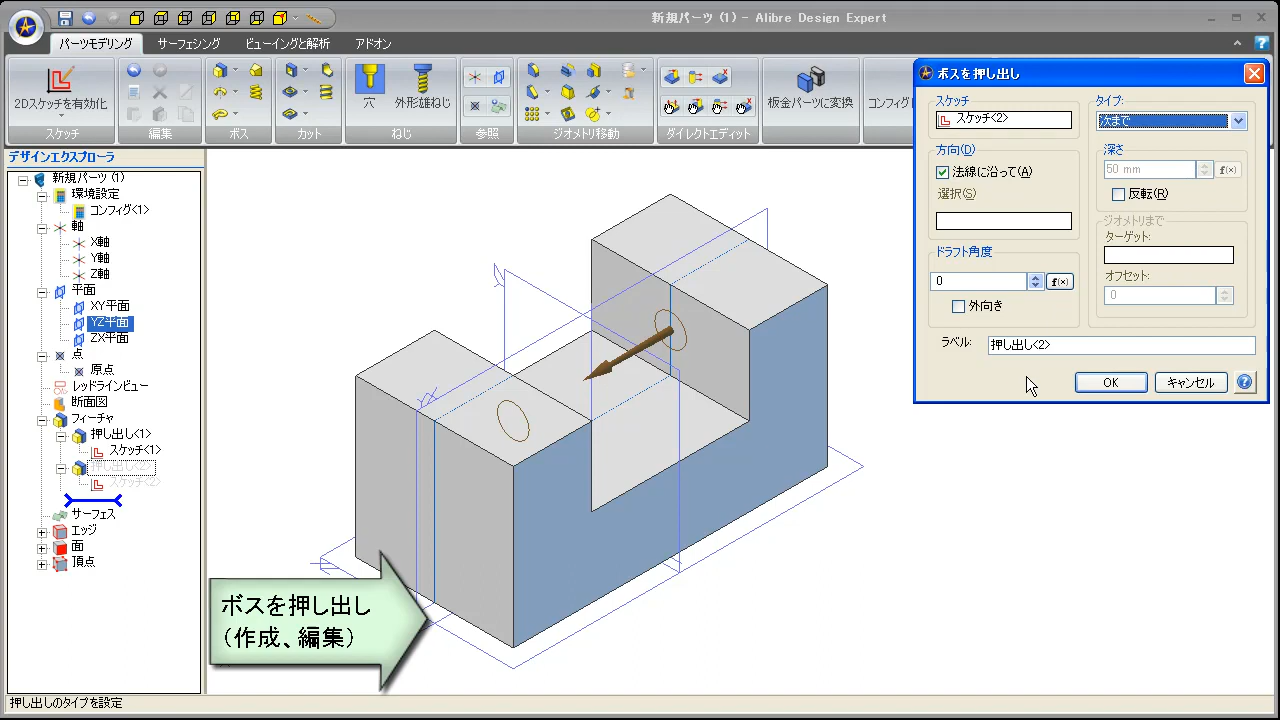 新規パーツ (1) - Alibre Design Expert
パーツモデリング サーフェシング ビューイングと解析 アドオン
2Dスケッチを有効化
スケッチ
編集
ボス
カット
穴
外形雄ねじ
ねじ
参照
ジオメトリ移動
ダイレクトエディット
板金パーツに変換
コンフィグ
デザインエクスプローラ
新規パーツ (1)
環境設定
コンフィグ<1>
軸
X軸
Y軸
Z軸
平面
XY平面
YZ平面
ZX平面
点
原点
レッドラインビュー
断面図
フィーチャ
押し出し<1>
スケッチ<1>
押し出し<2>
スケッチ<2>
サーフェス
エッジ
面
頂点
押し出しのタイプを設定
ボスを押し出し
(作成、編集)
ボスを押し出し
スケッチ
スケッチ<2>
方向(D)
法線に沿って(A)
選択(S)
ドラフト角度
0
f(x)
外向き
タイプ:
次まで
深さ
50 mm
f(x)
反転(R)
ジオメトリまで
ターゲット:
オフセット:
0
ラベル:
押し出し<2>
OK
キャンセル